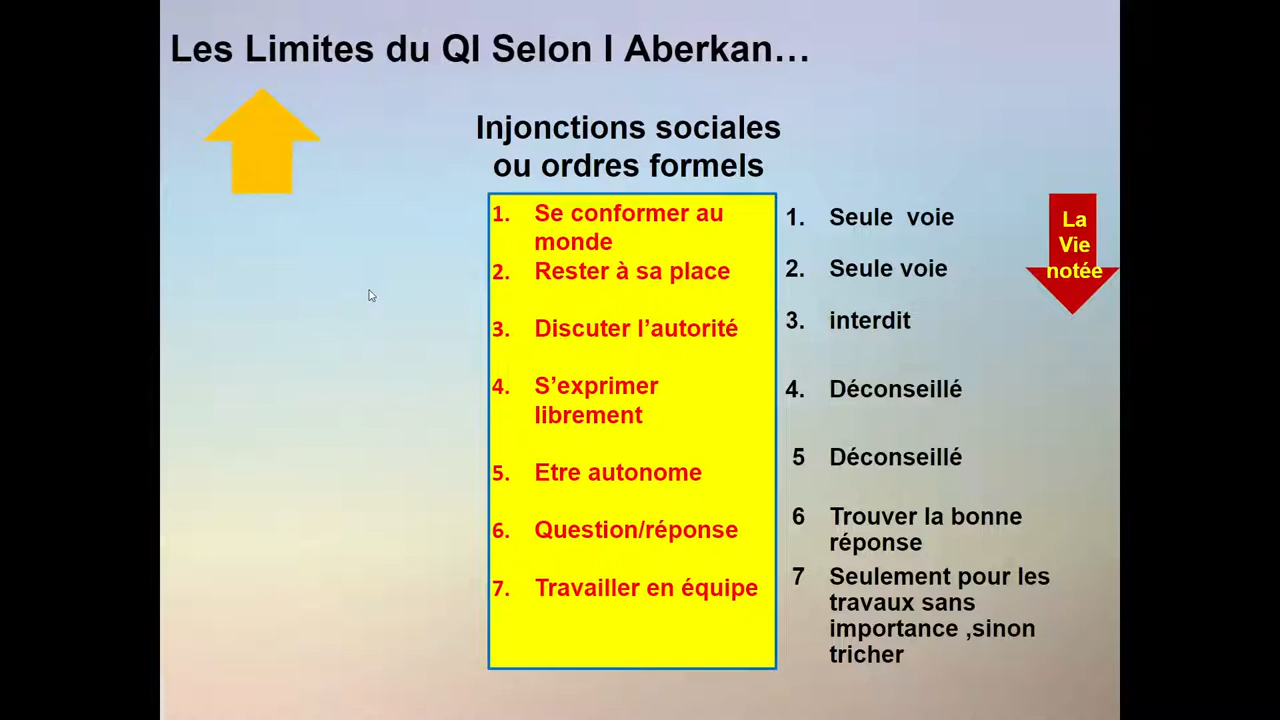 Les Limites du QI Selon I Aberkan…
Injonctions sociales
ou ordres formels
1. Se conformer au
monde
2. Rester à sa place
3. Discuter l’autorité
4. S’exprimer
librement
5. Etre autonome
6. Question/réponse
7. Travailler en équipe
1. Seule  voie
2. Seule voie
3. interdit
4. Déconseillé
5 Déconseillé
6 Trouver la bonne
réponse
7 Seulement pour les
travaux sans
importance ,sinon
tricher
La
Vie
notée